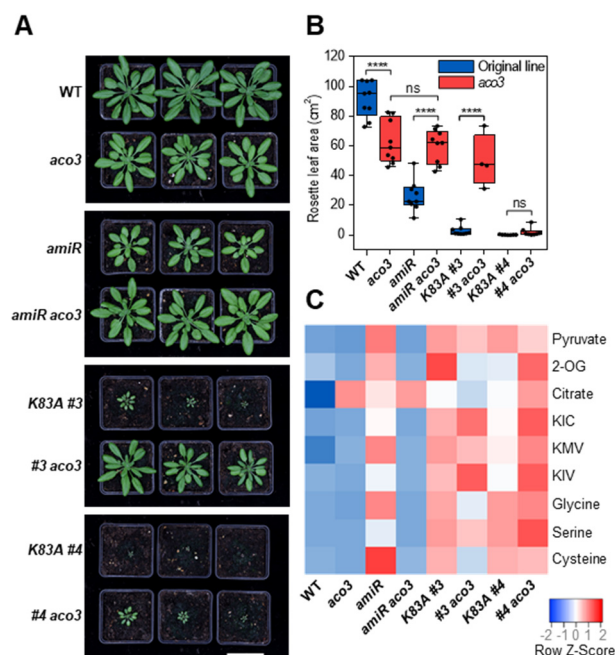 A
WT
aco3
amiR
amiR aco3
K83A #3
#3 aco3
K83A #4
#4 aco3
B
Rosette leaf area (cm²)
120
100
80
60
40
20
0
Original line
aco3
****
ns
****
****
ns
WT
aco3
amiR
amiR aco3
K83A #3
#3 aco3
K83A #4
#4 aco3
C
Pyruvate
2-OG
Citrate
KIC
KMV
KIV
Glycine
Serine
Cysteine
WT
aco3
amiR
amiR aco3
K83A #3
#3 aco3
K83A #4
#4 aco3
-2 -1 0 1 2
Row Z-Score